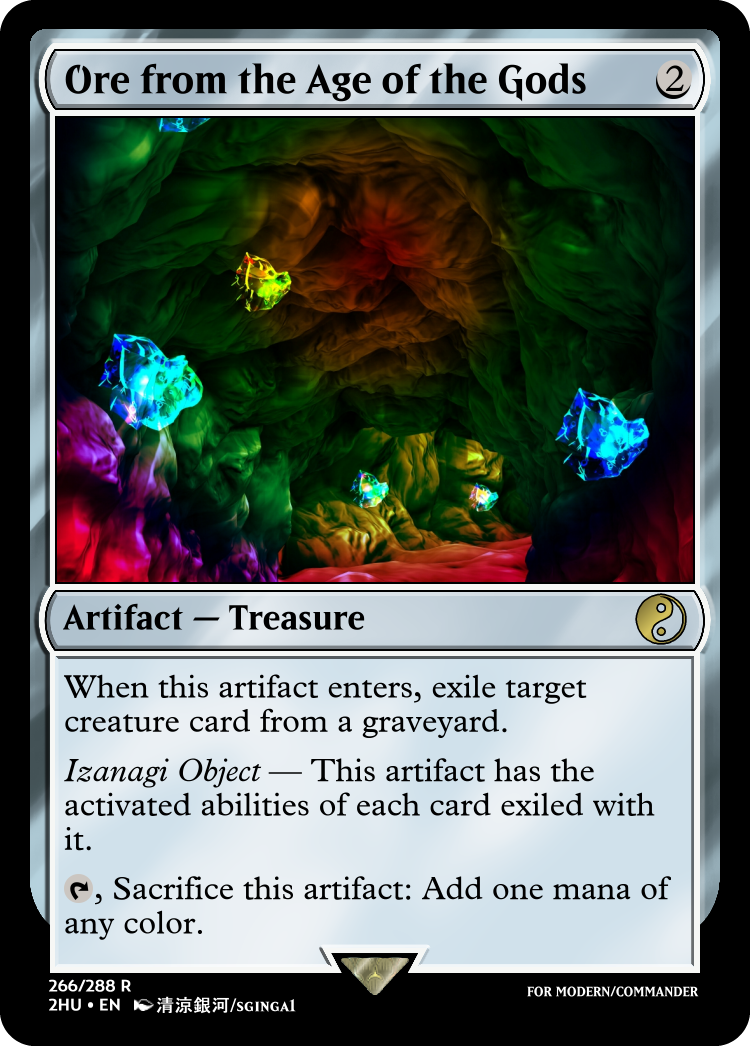 Ore from the Age of the Gods 2
Artifact — Treasure
When this artifact enters, exile target
creature card from a graveyard.
Izanagi Object — This artifact has the
activated abilities of each card exiled with
it.
, Sacrifice this artifact: Add one mana of
any color.
266/288 R
2HU • EN 清涼銀河/SGINGA1
FOR MODERN/COMMANDER